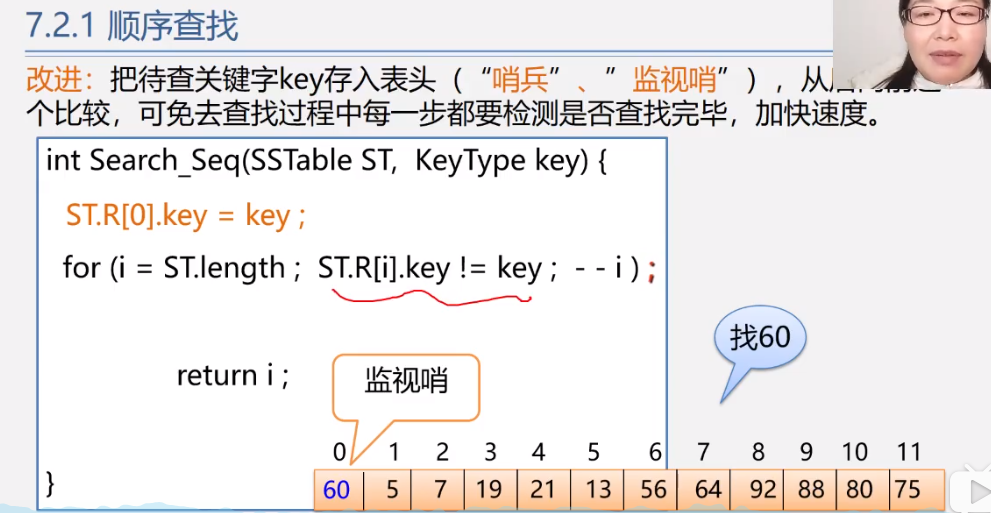 7.2.1 顺序查找
改进：把待查关键字key存入表头（“哨兵”、”监视哨”），从
个比较，可免去查找过程中每一步都要检测是否查找完毕，加快速度。
int Search_Seq(SSTable ST, KeyType key) {
ST.R[0].key = key ;
for (i = ST.length ; ST.R[i].key != key ; - - i ) ;
找60
return i ;
监视哨
0 1 2 3 4 5 6 7 8 9 10 11
}
60 5 7 19 21 13 56 64 92 88 80 75